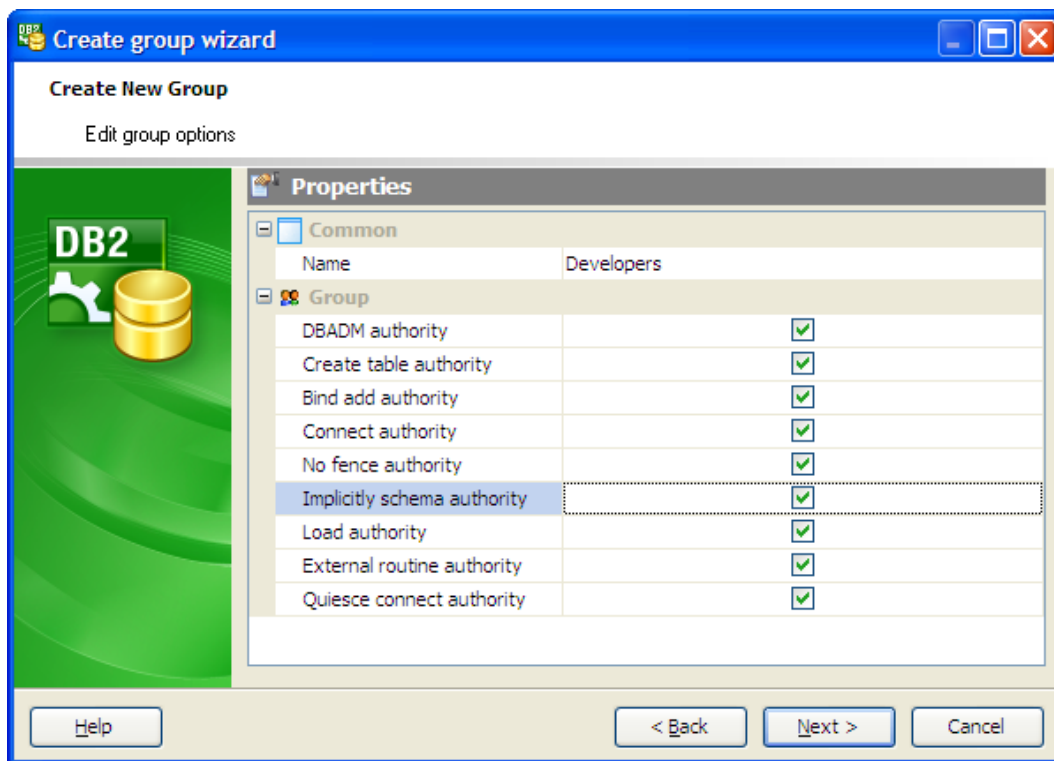 Create group wizard
Create New Group
Edit group options
Properties
Common
Name Developers
Group
DBADM authority
Create table authority
Bind add authority
Connect authority
No fence authority
Implicitly schema authority
Load authority
External routine authority
Quiesce connect authority
DB2
Help < Back Next > Cancel